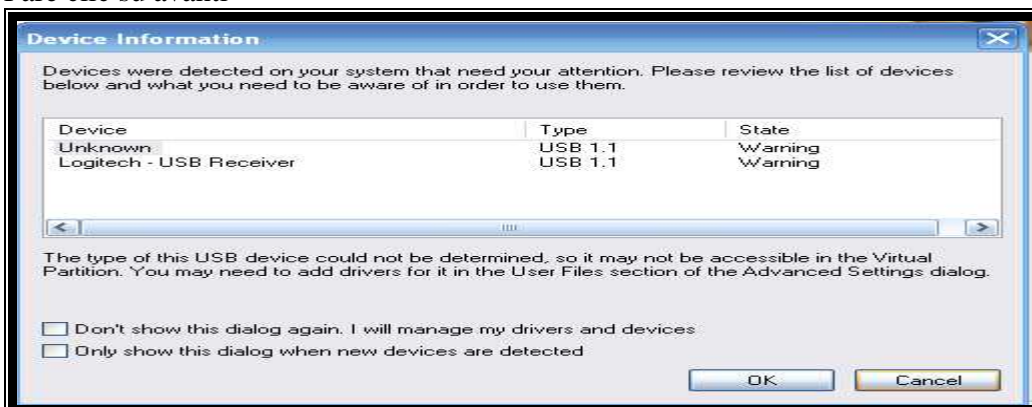 Device Information
Devices were detected on your system that need your attention. Please review the list of devices
below and what you need to be aware of in order to use them.
Device Type State
Unknown USB 1.1 Warning
Logitech - USB Receiver USB 1.1 Warning
The type of this USB device could not be determined, so it may not be accessible in the Virtual
Partition. You may need to add drivers for it in the User Files section of the Advanced Settings dialog.
Don't show this dialog again. I will manage my drivers and devices
Only show this dialog when new devices are detected
OK Cancel